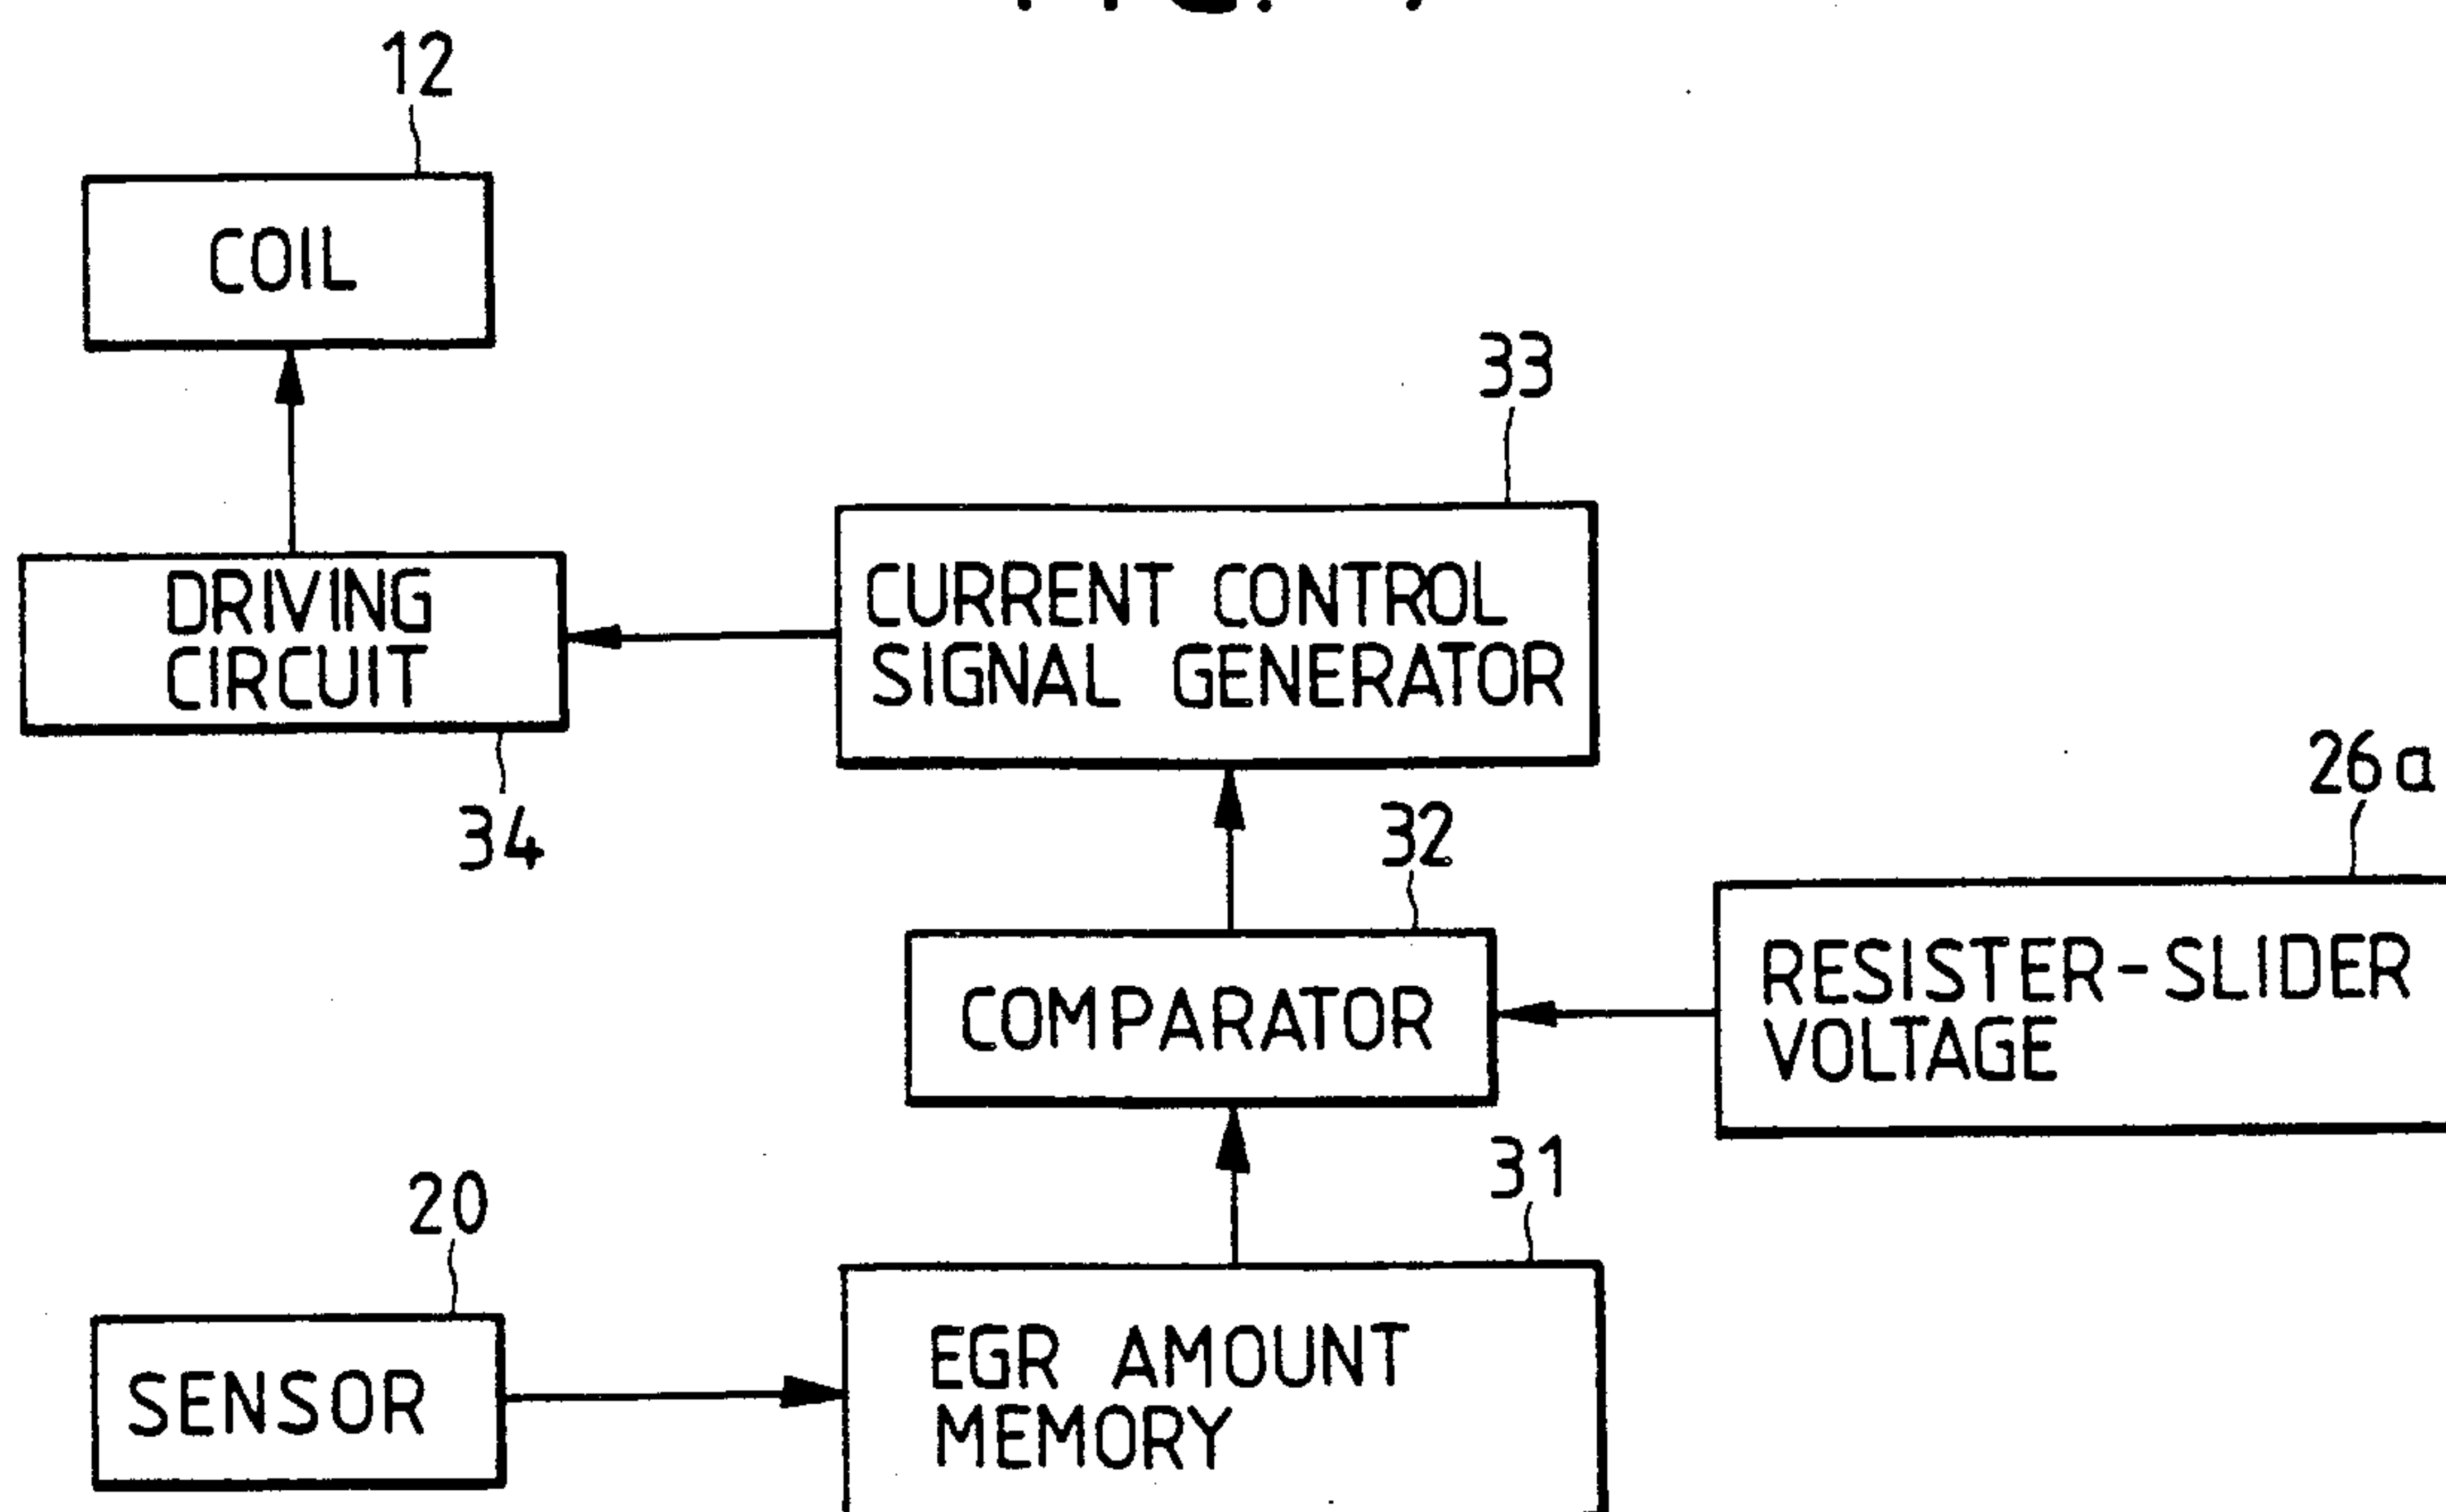 12
COIL
33
DRIVING
CIRCUIT
CURRENT CONTROL
SIGNAL GENERATOR
34
26a
32
RESISTER-SLIDER
VOLTAGE
COMPARATOR
31
20
SENSOR
EGR AMOUNT
MEMORY